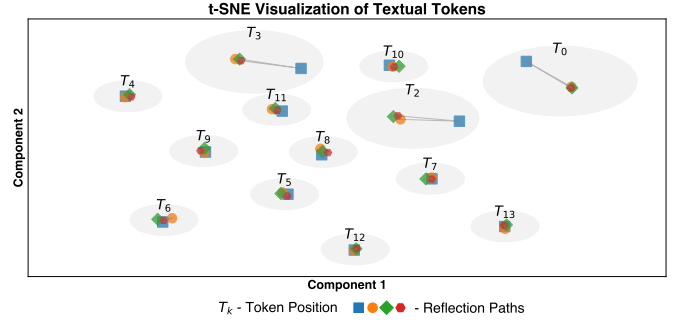 t-SNE Visualization of Textual Tokens
T3
T10
T0
T4
T11
T2
T9
T8
T7
T5
T6
T13
T12
Component 2
Component 1
Tk - Token Position - Reflection Paths